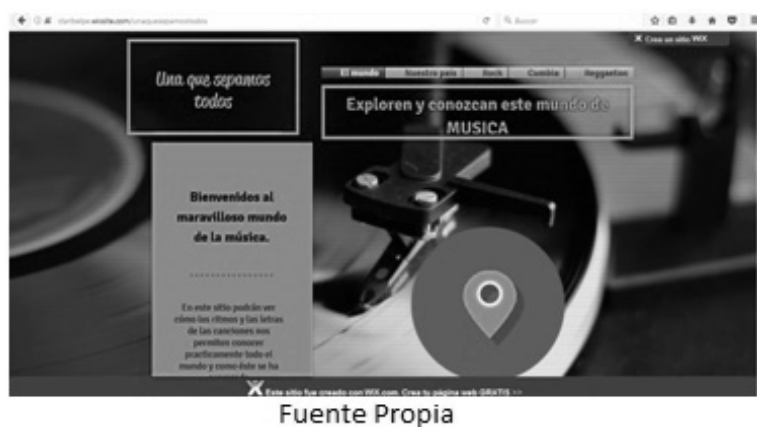 Buscar
X Crea un sitio WIX
Una que sepamos
todos
El mundo
Nuestro país
Rock
Cumbia
Reggaeton
Exploren y conozcan este mundo de
MUSICA
Bienvenidos al
maravilloso mundo
de la música.
En este sitio podrán ver
cómo los ritmos y las letras
de las canciones nos
permiten conocer
practicamente todo el
mundo y como éste se ha
Este sitio fue creado con WIX.com. Crea tu página web GRATIS >>
Fuente Propia